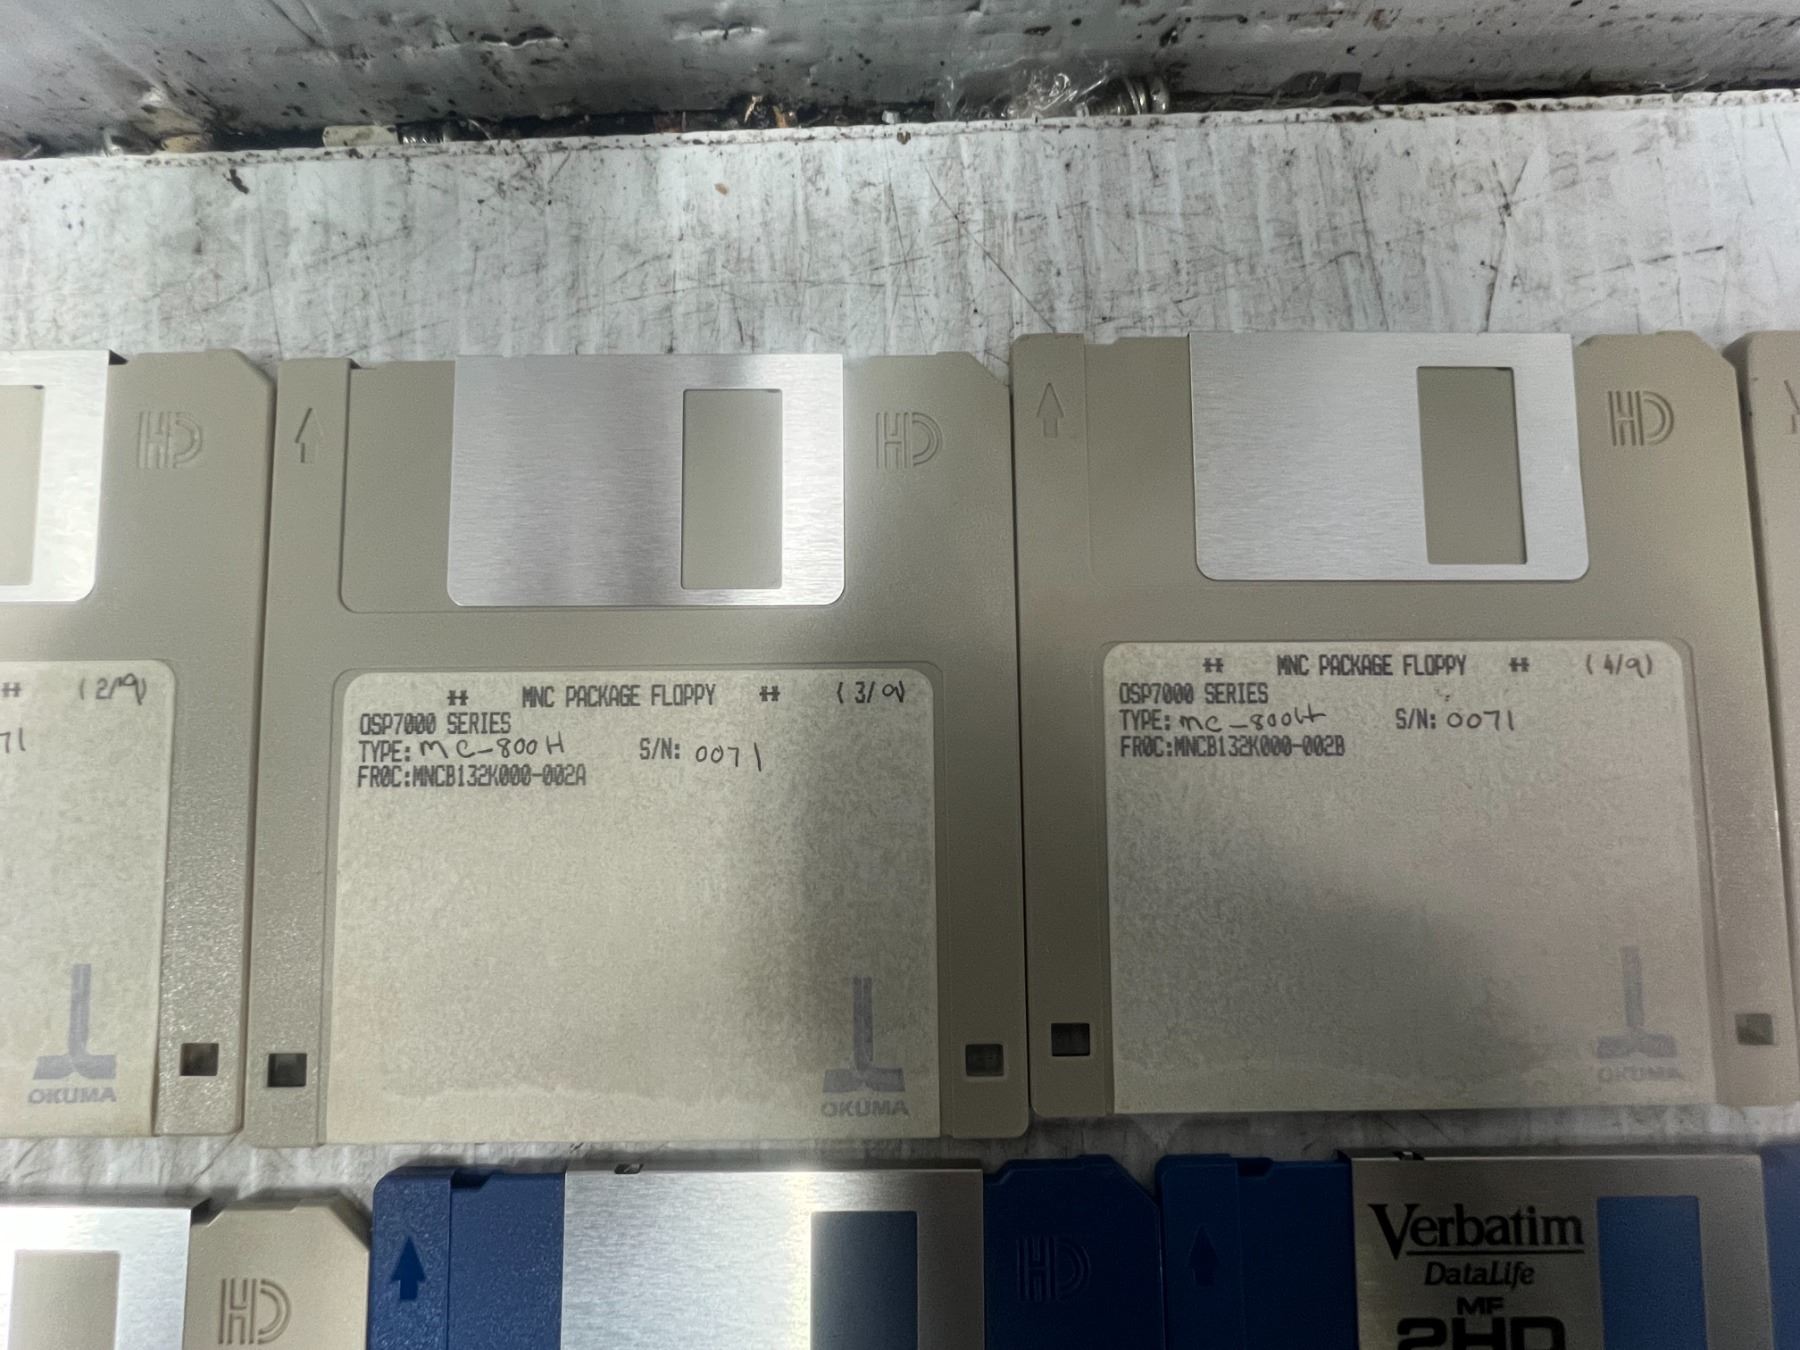 HD
HD
HD
** (2/9)
71
OKUMA
** MNC PACKAGE FLOPPY ** (3/9)
OSP7000 SERIES
TYPE: MC-800H S/N: 0071
FROC:MNCB132K000-002A
OKUMA
** MNC PACKAGE FLOPPY ** (4/9)
OSP7000 SERIES
TYPE: MC-800H S/N: 0071
FROC:MNCB132K000-002B
OKUMA
HD
HD
Verbatim
DataLife
MF
2HD